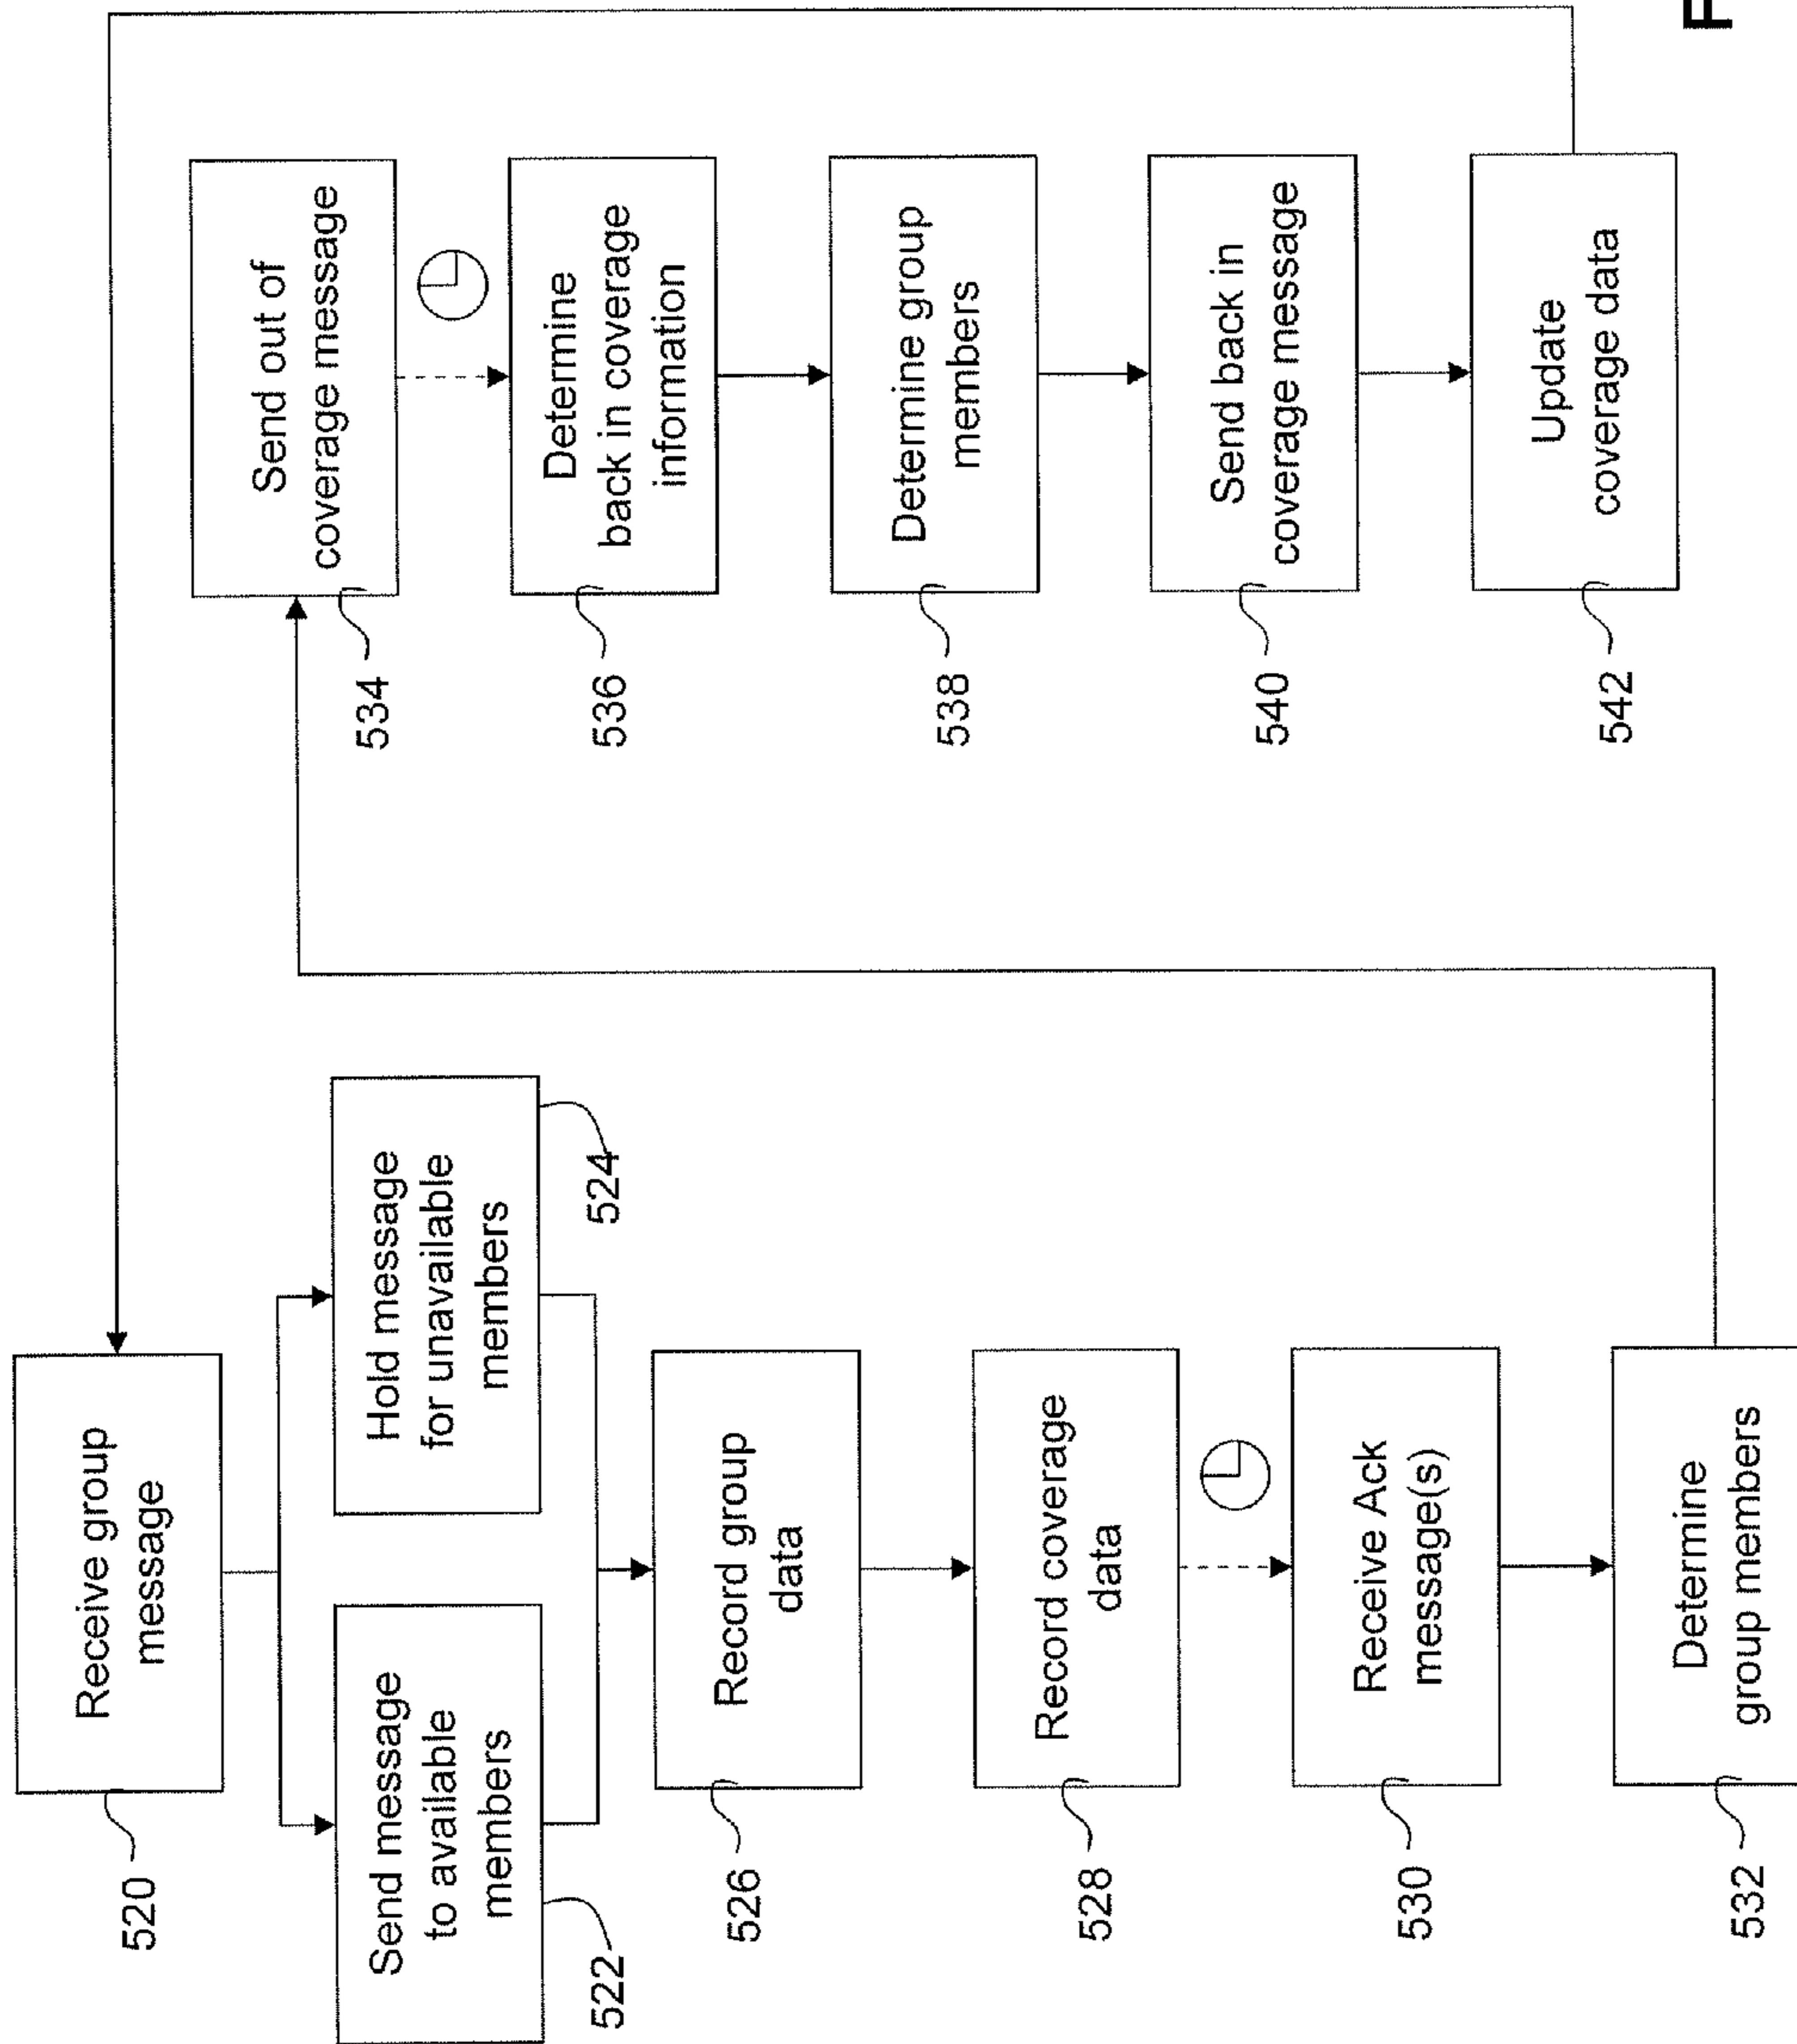 Receive group
message
520
Send message
to available
members
522
Hold message
for unavailable
members
524
Record group
data
526
Record coverage
data
528
Receive Ack
message(s)
530
Determine
group members
532
Send out of
coverage message
534
Determine
back in coverage
information
536
Determine group
members
538
Send back in
coverage message
540
Update
coverage data
542
F